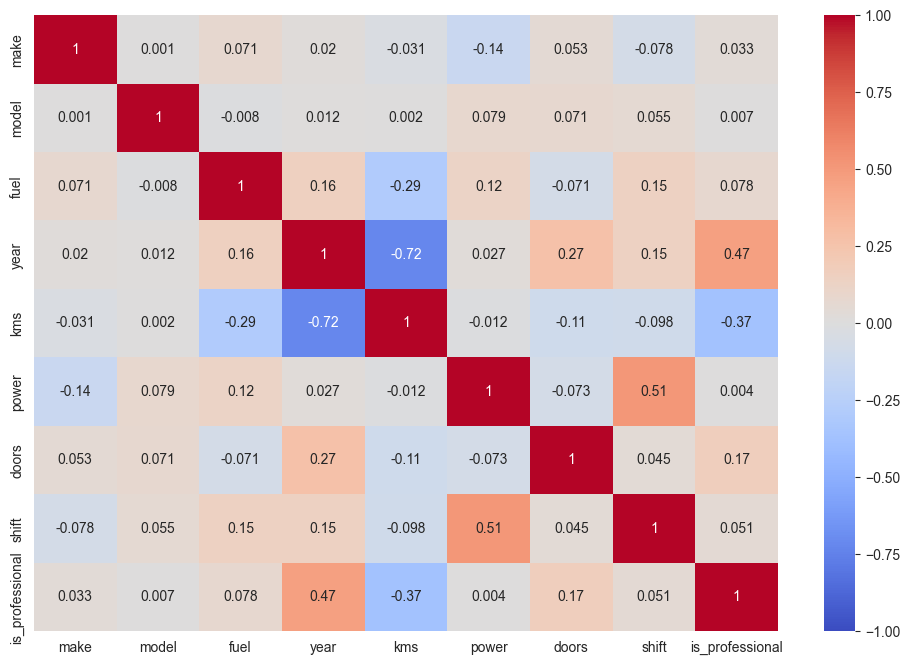 make 1 0.001 0.071 0.02 -0.031 -0.14 0.053 -0.078 0.033
model 0.001 1 -0.008 0.012 0.002 0.079 0.071 0.055 0.007
fuel 0.071 -0.008 1 0.16 -0.29 0.12 -0.071 0.15 0.078
year 0.02 0.012 0.16 1 -0.72 0.027 0.27 0.15 0.47
kms -0.031 0.002 -0.29 -0.72 1 -0.012 -0.11 -0.098 -0.37
power -0.14 0.079 0.12 0.027 -0.012 1 -0.073 0.51 0.004
doors 0.053 0.071 -0.071 0.27 -0.11 -0.073 1 0.045 0.17
shift -0.078 0.055 0.15 0.15 -0.098 0.51 0.045 1 0.051
is_professional 0.033 0.007 0.078 0.47 -0.37 0.004 0.17 0.051 1
make model fuel year kms power doors shift is_professional
1.00
0.75
0.50
0.25
0.00
−0.25
−0.50
−0.75
−1.00